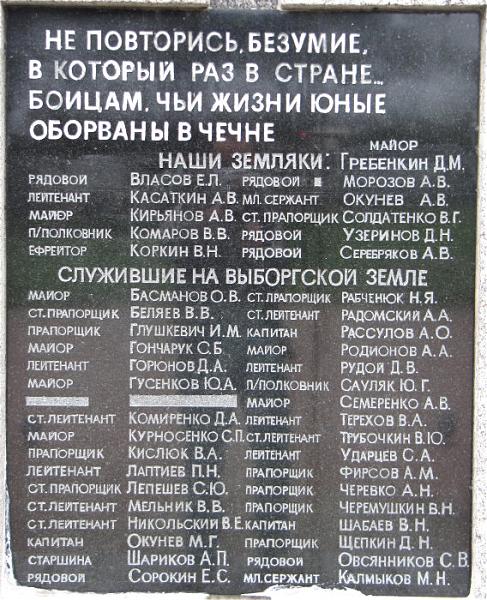 НЕ ПОВТОРИСЬ, БЕЗУМИЕ,
В КОТОРЫЙ РАЗ В СТРАНЕ...
БОЙЦАМ, ЧЬИ ЖИЗНИ ЮНЫЕ
ОБОРВАНЫ В ЧЕЧНЕ
НАШИ ЗЕМЛЯКИ: МАЙОР ГРЕБЕНКИН Д.М.
РЯДОВОЙ ВЛАСОВ Е.Л. РЯДОВОЙ МОРОЗОВ А.В.
ЛЕЙТЕНАНТ КАСАТКИН А.В. МЛ.СЕРЖАНТ ОКУНЕВ А.В.
МАЙОР КИРЬЯНОВ А.В. СТ.ПРАПОРЩИК СОЛДАТЕНКО В.Г.
П/ПОЛКОВНИК КОМАРОВ В.В. РЯДОВОЙ УЗЕРИНОВ Д.Н.
ЕФРЕЙТОР КОРКИН В.Н. РЯДОВОЙ СЕРЕБРЯКОВ А.В.
СЛУЖИВШИЕ НА ВЫБОРГСКОЙ ЗЕМЛЕ
МАЙОР БАСМАНОВ О.В. СТ.ПРАПОРЩИК РАБЧЕНЮК Н.Я.
СТ.ПРАПОРЩИК БЕЛЯЕВ В.В. СТ.ЛЕЙТЕНАНТ РАДОМСКИЙ А.А.
ПРАПОРЩИК ГЛУШКЕВИЧ И.М. КАПИТАН РАССУЛОВ А.О.
МАЙОР ГОНЧАРУК С.Б. МАЙОР РОДИОНОВ А.А.
ЛЕЙТЕНАНТ ГОРЮНОВ Д.А. ЛЕЙТЕНАНТ РУДОЙ Д.В.
МАЙОР ГУСЕНКОВ Ю.А. П/ПОЛКОВНИК САУЛЯК Ю.Г.
МАЙОР СЕМЕРЕНКО А.В.
СТ.ЛЕЙТЕНАНТ КОМИРЕНКО Д.А. СТ.ЛЕЙТЕНАНТ ТЕРЕХОВ В.А.
МАЙОР КУРНОСЕНКО С.П. СТ.ЛЕЙТЕНАНТ ТРУБОЧКИН В.Ю.
ПРАПОРЩИК КИСЛЮК В.А. ЛЕЙТЕНАНТ УДАРЦЕВ С.А.
ЛЕЙТЕНАНТ ЛАПТИЕВ П.Н. ПРАПОРЩИК ФИРСОВ А.М.
СТ.ПРАПОРЩИК ЛЕПЕШЕВ С.Ю. ПРАПОРЩИК ЧЕРЕВКО А.Н.
СТ.ЛЕЙТЕНАНТ МЕЛЬНИК В.В. ПРАПОРЩИК ЧЕРЕМУШКИН В.Н.
СТ.ЛЕЙТЕНАНТ НИКОЛЬСКИЙ В.Е. КАПИТАН ШАБАЕВ В.Н.
КАПИТАН ОКУНЕВ М.Г. ПРАПОРЩИК ЩЕПКИН Д.Н.
СТАРШИНА ШАРИКОВ А.П. РЯДОВОЙ ОВСЯННИКОВ С.В.
РЯДОВОЙ СОРОКИН Е.С. МЛ.СЕРЖАНТ КАЛМЫКОВ М.Н.